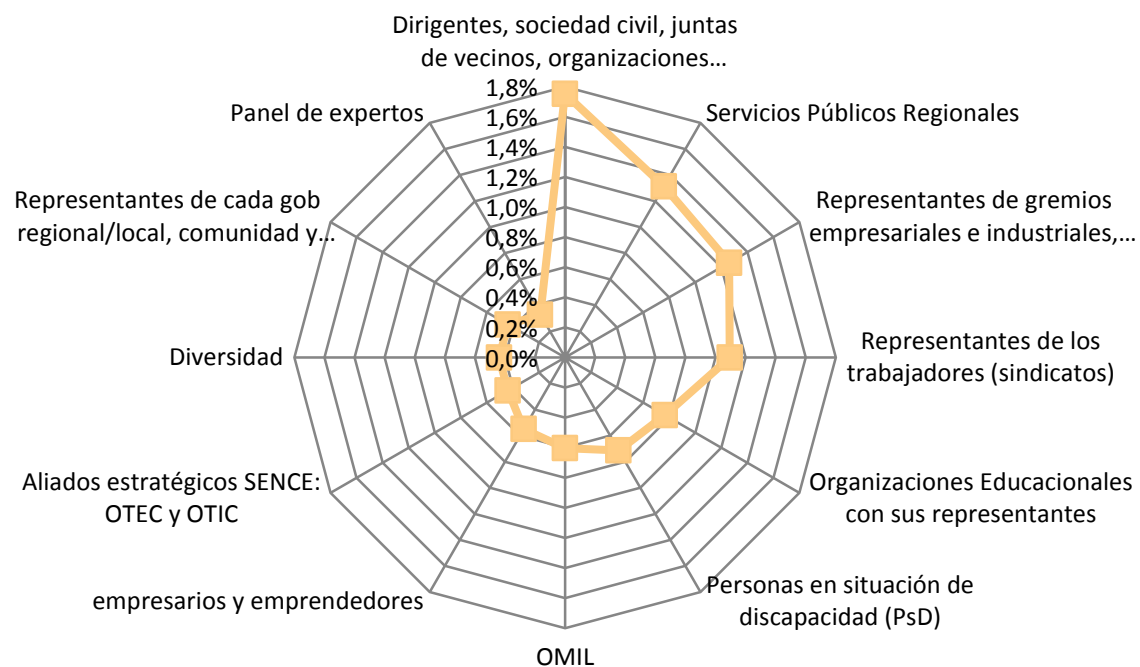 Dirigentes, sociedad civil, juntas
de vecinos, organizaciones…
1,8%
1,6%
1,4%
1,2%
1,0%
0,8%
0,6%
0,4%
0,2%
0,0%
Servicios Públicos Regionales
Representantes de gremios
empresariales e industriales,…
Representantes de los
trabajadores (sindicatos)
Organizaciones Educacionales
con sus representantes
Personas en situación de
discapacidad (PsD)
OMIL
empresarios y emprendedores
Aliados estratégicos SENCE:
OTEC y OTIC
Diversidad
Representantes de cada gob
regional/local, comunidad y…
Panel de expertos